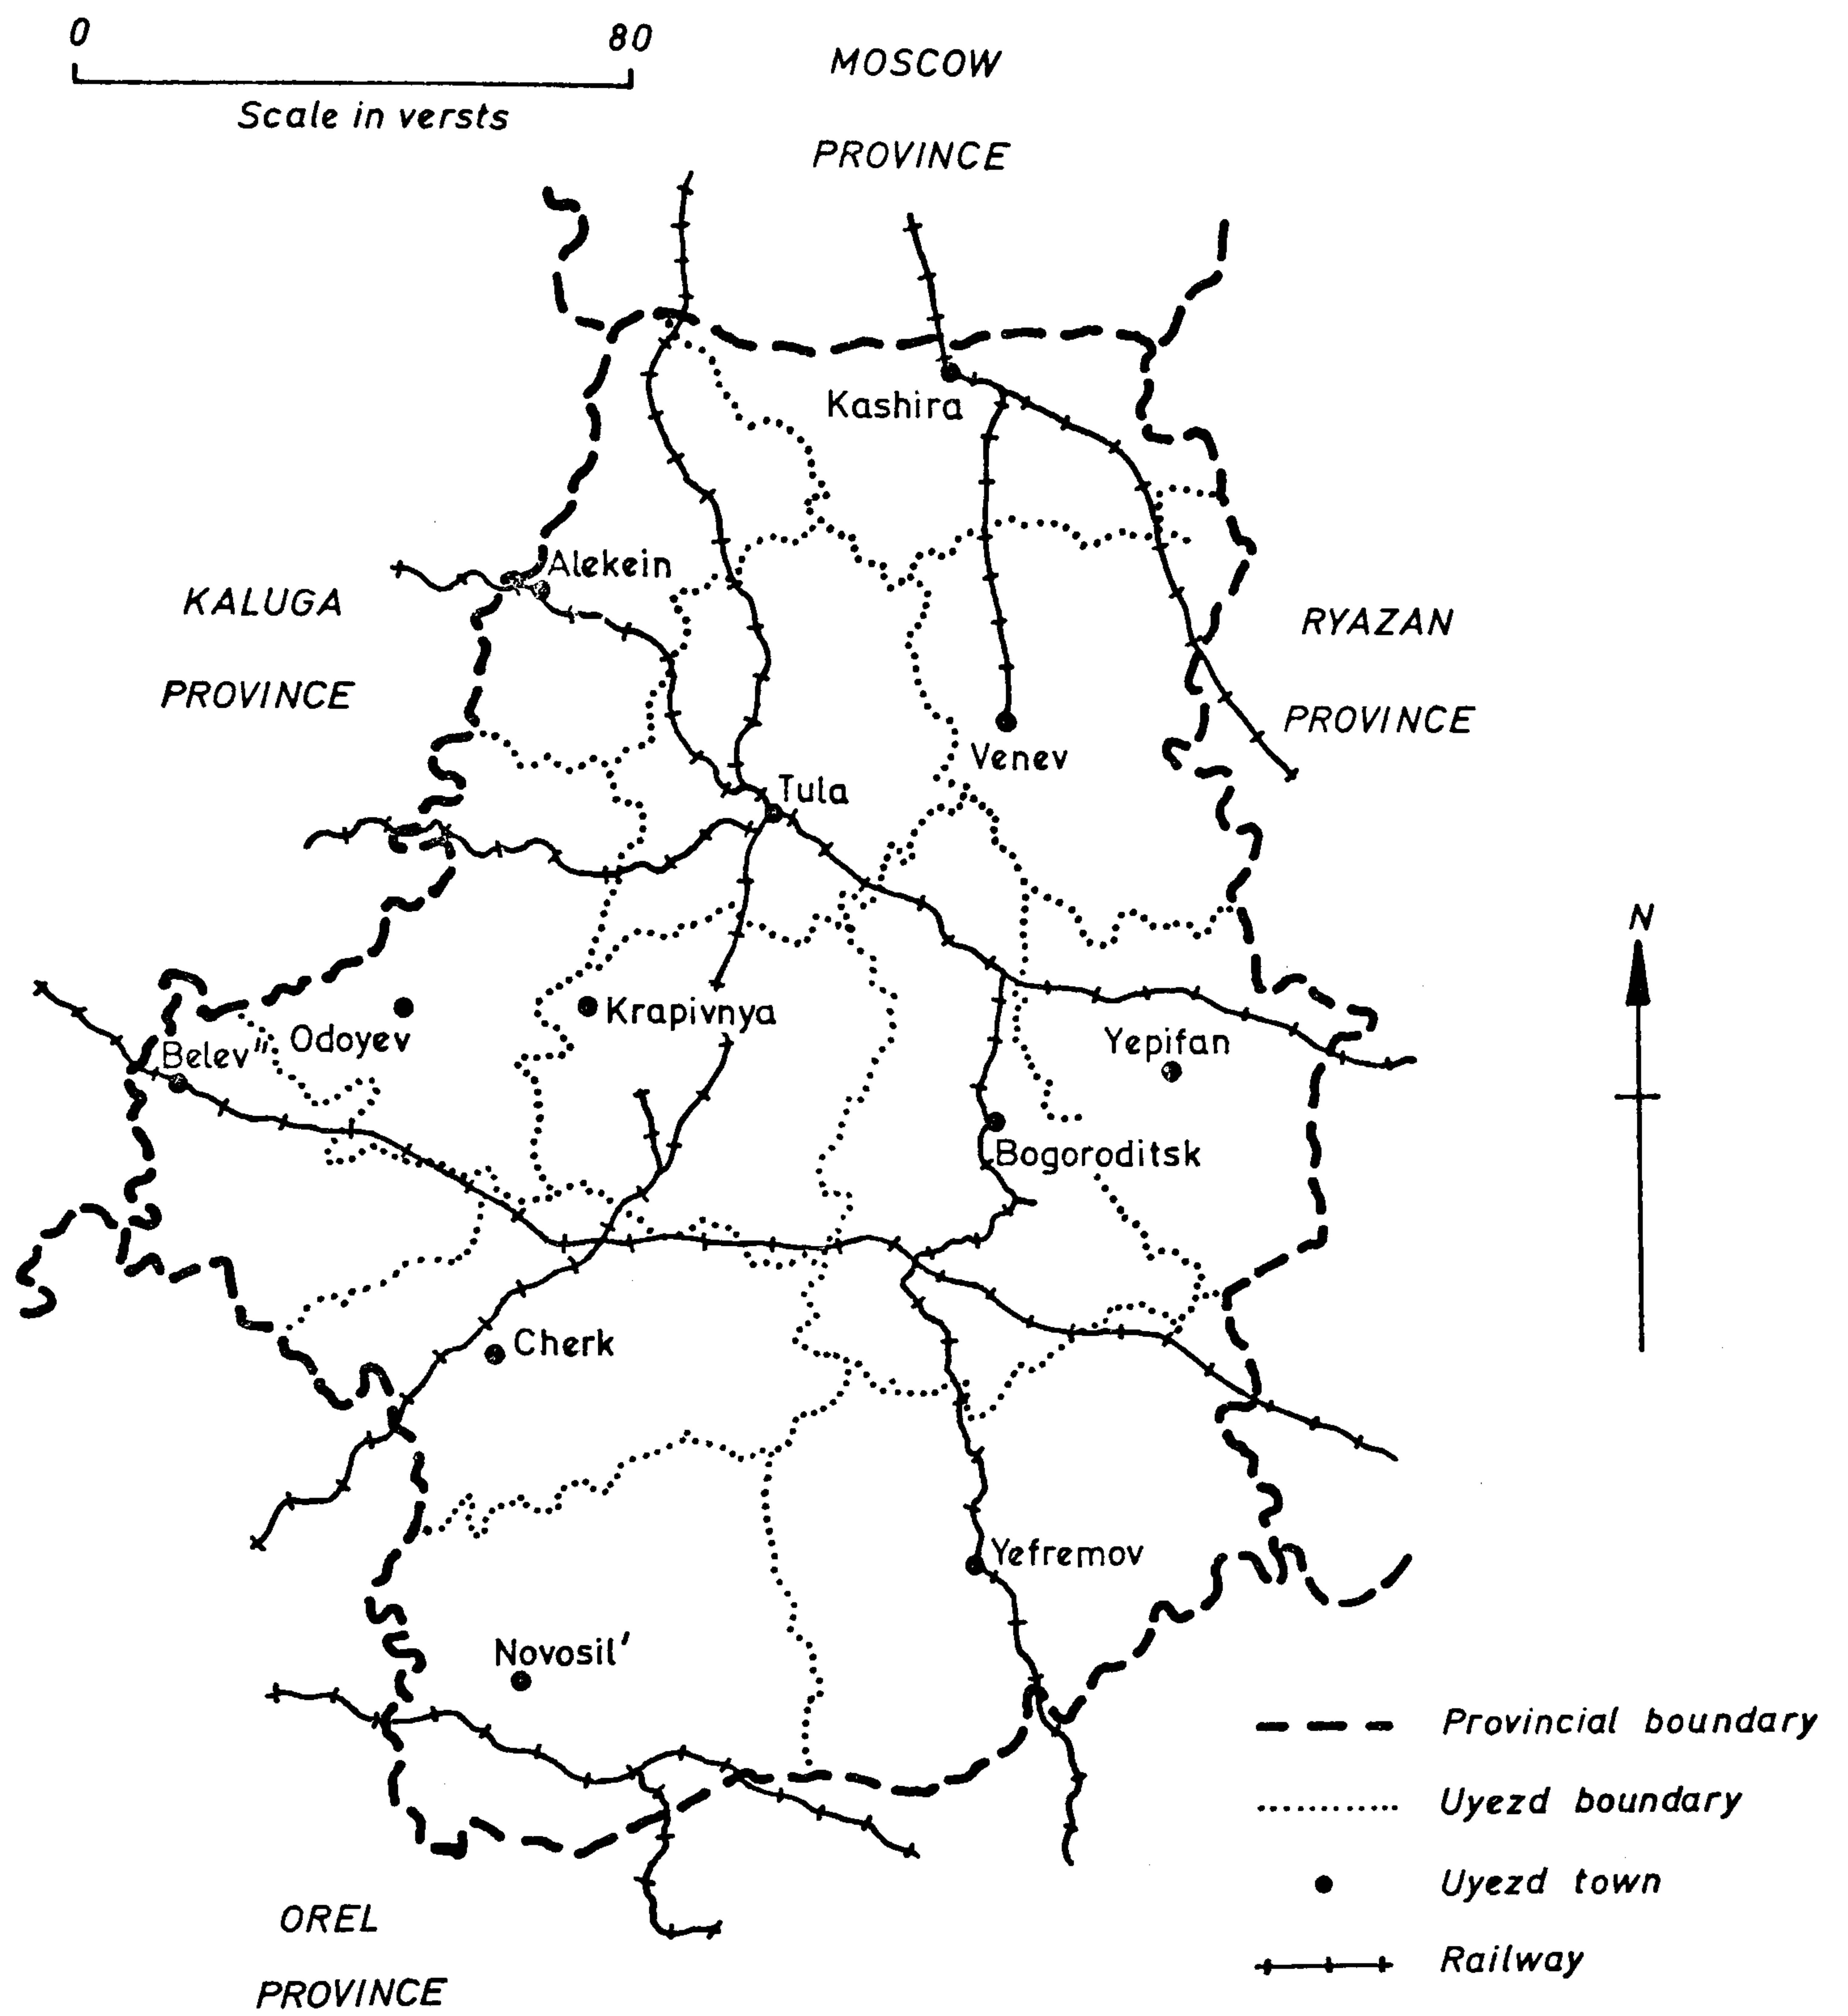 0 80
Scale in versts
MOSCOW
PROVINCE
Kashira
Alekein
KALUGA
PROVINCE
RYAZAN
PROVINCE
Venev
Tula
N
Krapivnya
Odoyev
Belev"
Yepifan
Bogoroditsk
Cherk
Yefremov
Novosil'
Provincial boundary
Uyezd boundary
Uyezd town
Railway
OREL
PROVINCE